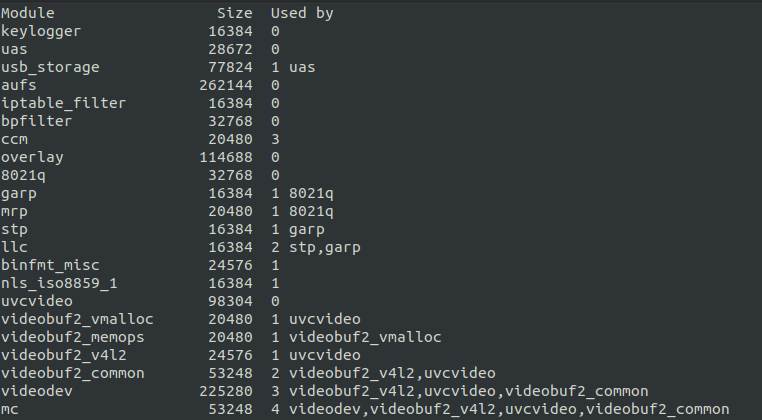 Module                  Size  Used by
keylogger              16384  0
uas                    28672  0
usb_storage            77824  1 uas
aufs                  262144  0
iptable_filter         16384  0
bpfilter               32768  0
ccm                    20480  3
overlay               114688  0
8021q                  32768  0
garp                   16384  1 8021q
mrp                    20480  1 8021q
stp                    16384  1 garp
llc                    16384  2 stp,garp
binfmt_misc            24576  1
nls_iso8859_1          16384  1
uvcvideo               98304  0
videobuf2_vmalloc      20480  1 uvcvideo
videobuf2_memops       20480  1 videobuf2_vmalloc
videobuf2_v4l2         24576  1 uvcvideo
videobuf2_common       53248  2 videobuf2_v4l2,uvcvideo
videodev              225280  3 videobuf2_v4l2,uvcvideo,videobuf2_common
mc                     53248  4 videodev,videobuf2_v4l2,uvcvideo,videobuf2_common